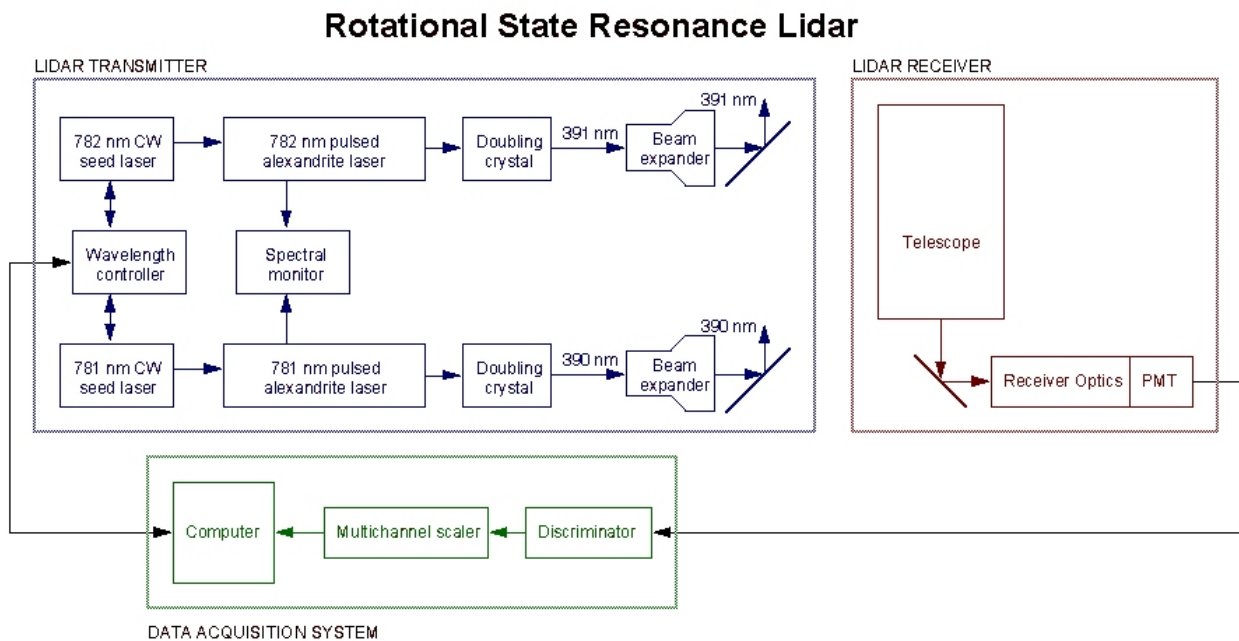 Rotational State Resonance Lidar
LIDAR TRANSMITTER
LIDAR RECEIVER
782 nm CW
seed laser
782 nm pulsed
alexandrite laser
Doubling
crystal
391 nm
Beam
expander
391 nm
Wavelength
controller
Spectral
monitor
781 nm CW
seed laser
781 nm pulsed
alexandrite laser
Doubling
crystal
390 nm
Beam
expander
390 nm
Telescope
Receiver Optics
PMT
Computer
Multichannel scaler
Discriminator
DATA ACQUISITION SYSTEM